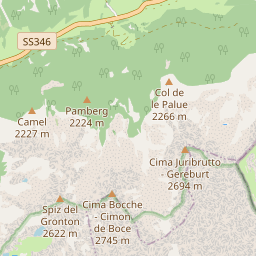 SS346
Col de
le Palue
2266 m
Pamberg
2224 m
Camel
2227 m
Cima Juribrutto
- Gereburt
2694 m
Cima Bocche
- Cimon
de Boce
2745 m
Spiz del
Gronton
2622 m